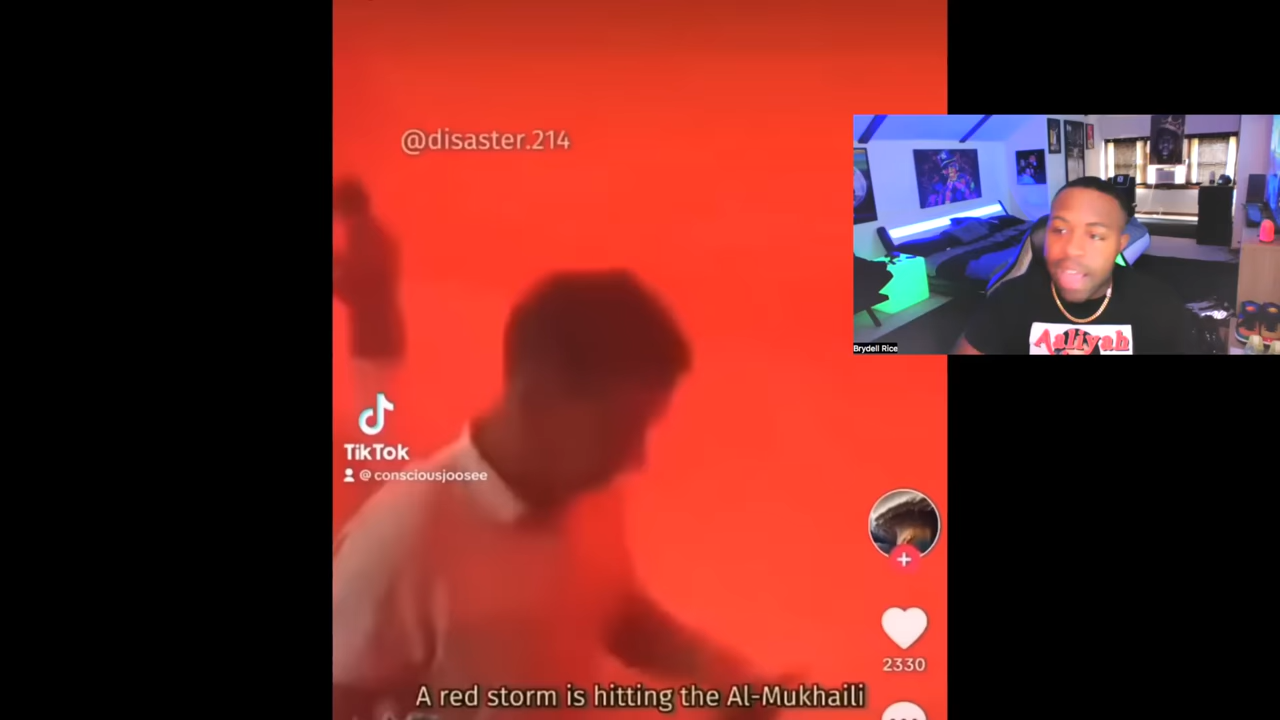 @disaster.214
TikTok
@consciousjoosee
Brydell Rice
Aaliyah
2330
A red storm is hitting the Al-Mukhaili